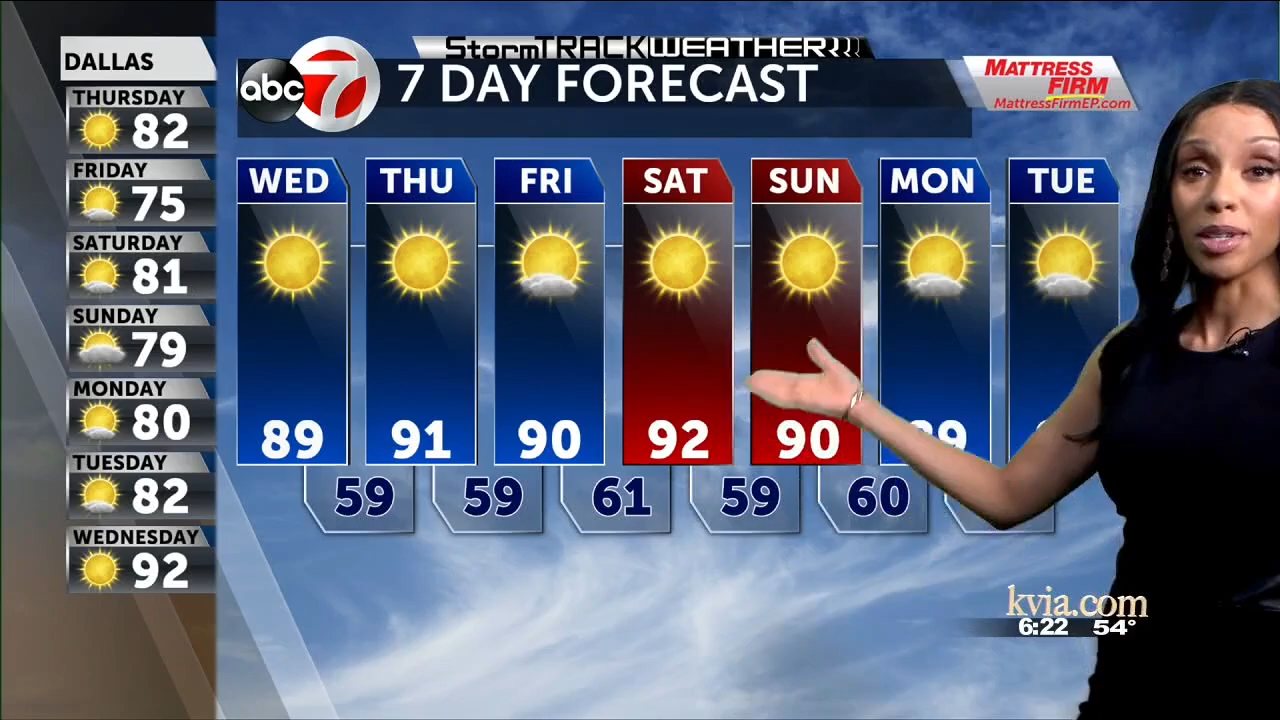 DALLAS
THURSDAY
82
FRIDAY
75
SATURDAY
81
SUNDAY
79
MONDAY
80
TUESDAY
82
WEDNESDAY
92
StormTRACKWEATHER
abc 7
7 DAY FORECAST
MATTRESS
FIRM
MattressFirmEP.com
WED THU FRI SAT SUN MON TUE
89 91 90 92 90
59 59 61 59 60
kvia.com
6:22 54°